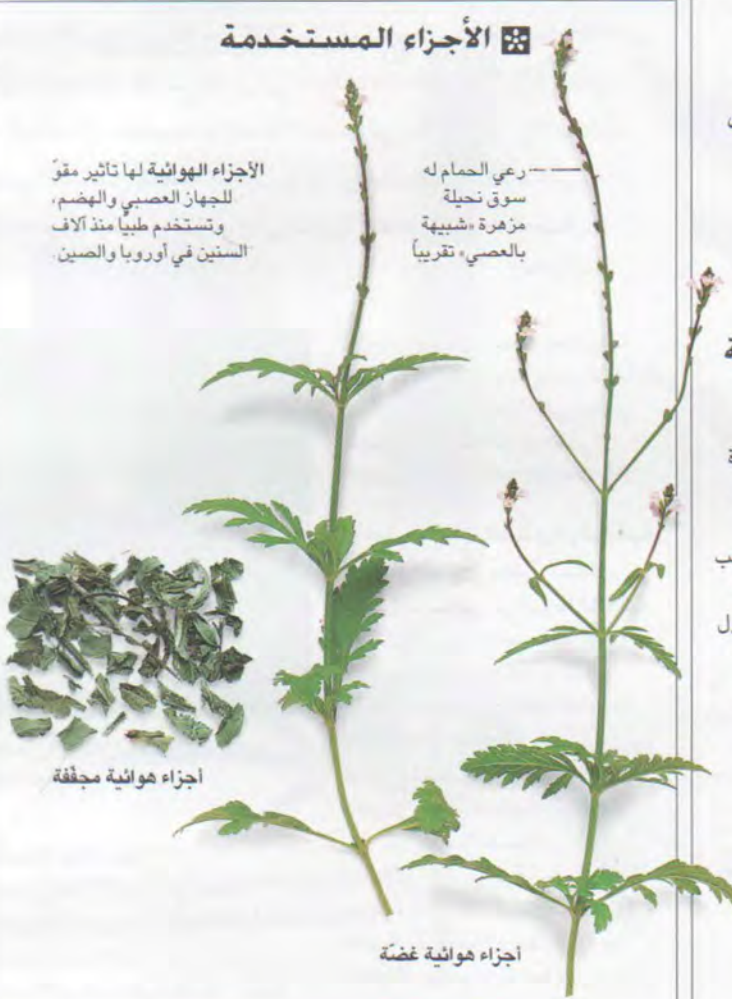 الأجزاء المستخدمة
رعي الحمام له
سوق نحيلة
مزهرة «شبيهة
بالعصي» تقريباً
الأجزاء الهوائية لها تأثير مقوّ
للجهاز العصبي والهضم،
وتستخدم طبياً منذ آلاف
السنين في أوروبا والصين.
أجزاء هوائية مجفّفة
أجزاء هوائية غضّة